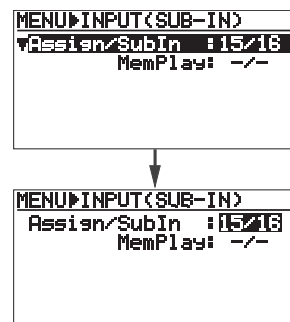 MENU▶INPUT(SUB-IN)
▼Assign/SubIn :15/16
MemPlay: -/-
MENU▶INPUT(SUB-IN)
Assign/SubIn :15/16
MemPlay: -/-